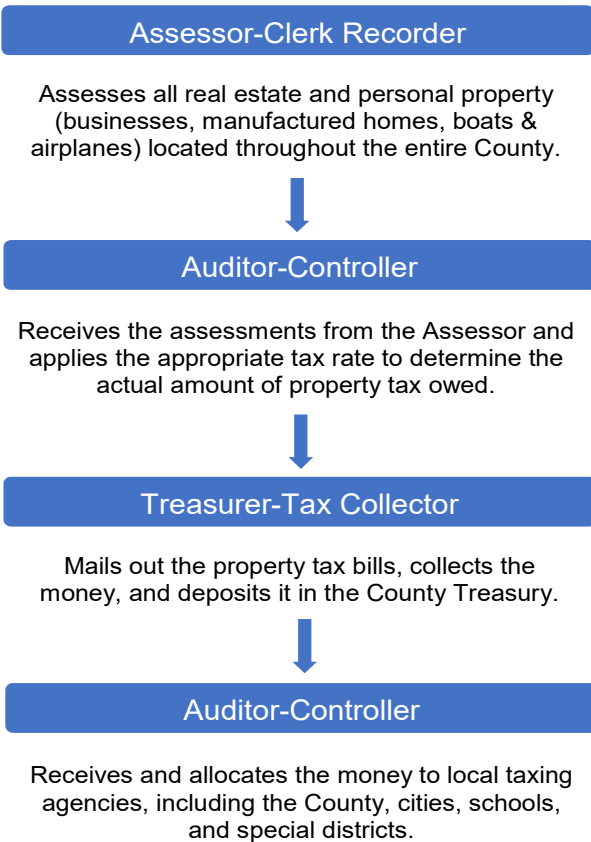 Assessor-Clerk Recorder
Assesses all real estate and personal property
(businesses, manufactured homes, boats &
airplanes) located throughout the entire County.
Auditor-Controller
Receives the assessments from the Assessor and
applies the appropriate tax rate to determine the
actual amount of property tax owed.
Treasurer-Tax Collector
Mails out the property tax bills, collects the
money, and deposits it in the County Treasury.
Auditor-Controller
Receives and allocates the money to local taxing
agencies, including the County, cities, schools,
and special districts.